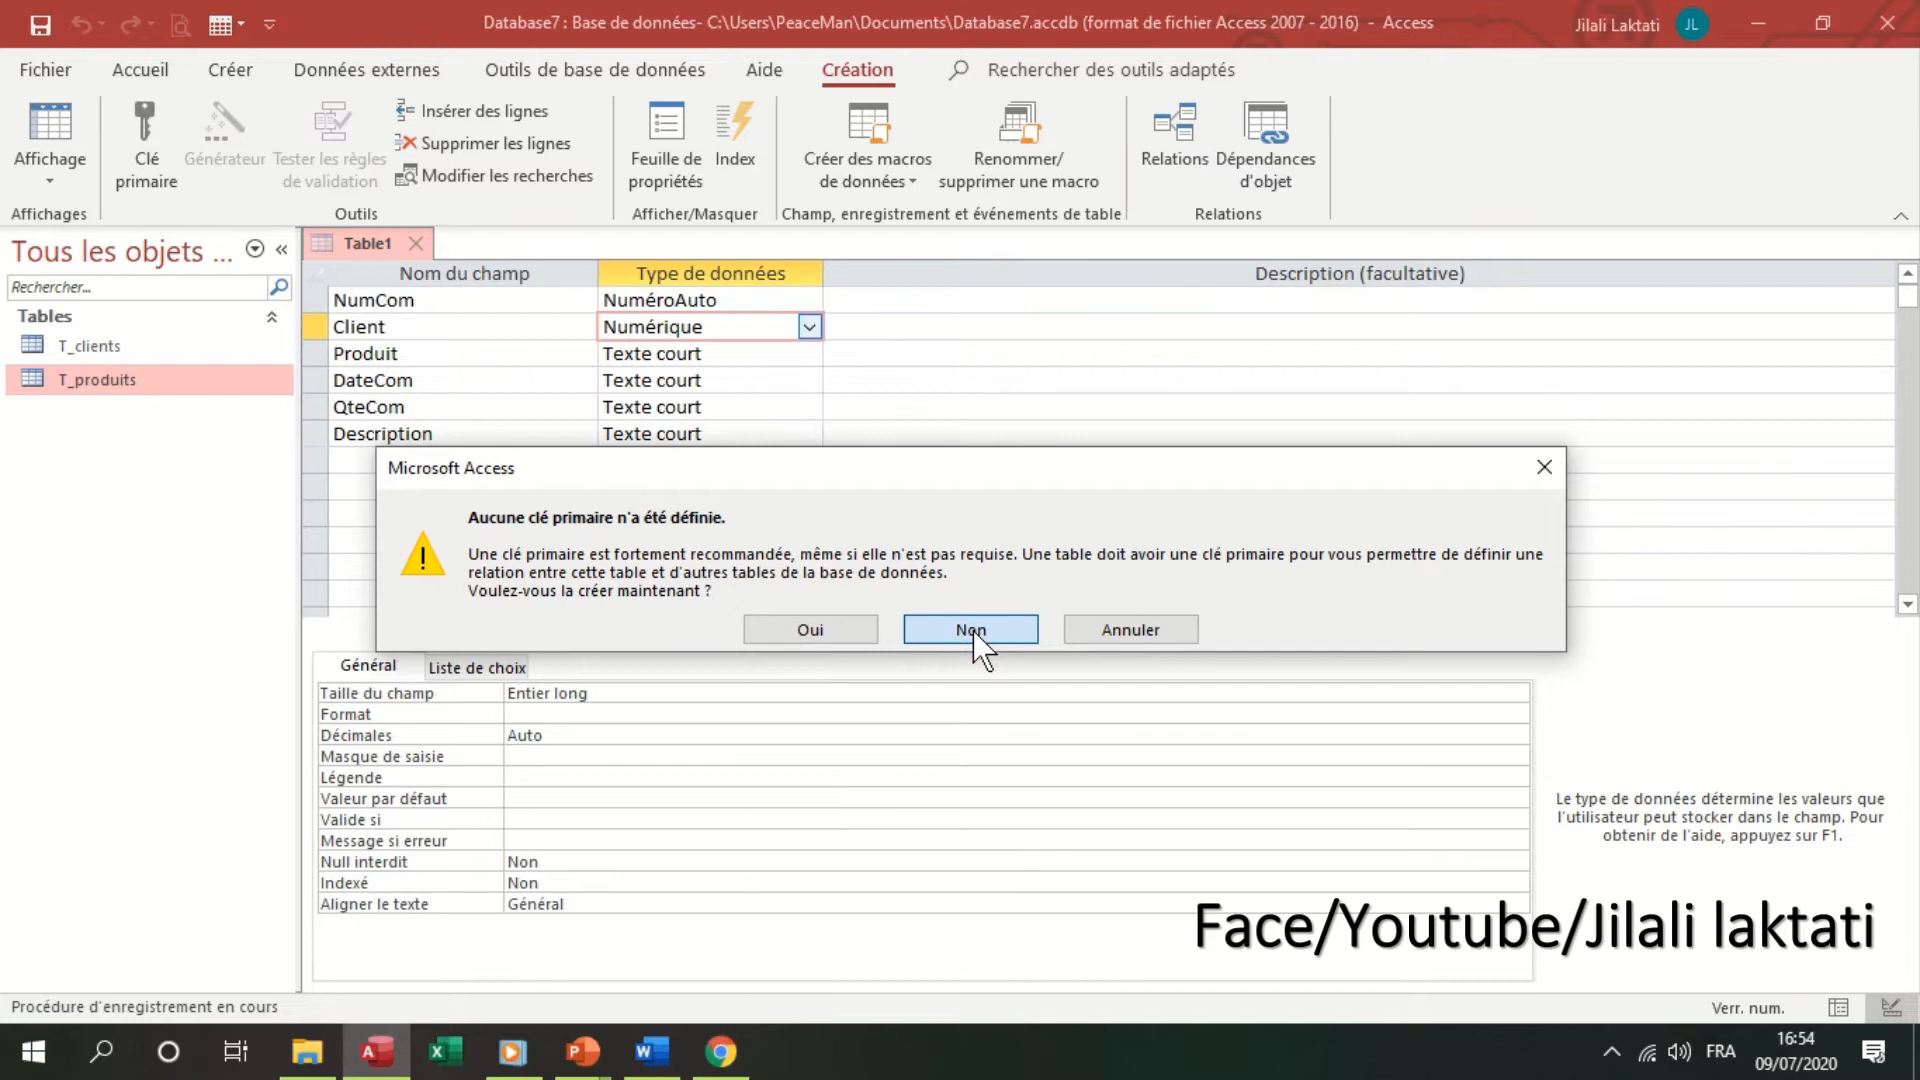 Database7 : Base de données- C:\Users\PeaceMan\Documents\Database7.accdb (format de fichier Access 2007 - 2016) - Access
Jilali Laktati
JL
Fichier
Accueil
Créer
Données externes
Outils de base de données
Aide
Création
Rechercher des outils adaptés
Affichage
Clé
primaire
Générateur
Tester les règles
de validation
Insérer des lignes
Supprimer les lignes
Modifier les recherches
Feuille de
propriétés
Index
Créer des macros
de données
Renommer/
supprimer une macro
Relations
Dépendances
d'objet
Affichages
Outils
Afficher/Masquer
Champ, enregistrement et événements de table
Relations
Tous les objets ...
Rechercher...
Tables
T_clients
T_produits
Table1
Nom du champ
Type de données
Description (facultative)
NumCom
NuméroAuto
Client
Numérique
Produit
Texte court
DateCom
Texte court
QteCom
Texte court
Description
Texte court
Microsoft Access
Aucune clé primaire n'a été définie.
Une clé primaire est fortement recommandée, même si elle n'est pas requise. Une table doit avoir une clé primaire pour vous permettre de définir une
relation entre cette table et d'autres tables de la base de données.
Voulez-vous la créer maintenant ?
Oui
Non
Annuler
Général
Liste de choix
Taille du champ
Entier long
Format
Décimales
Auto
Masque de saisie
Légende
Valeur par défaut
Valide si
Message si erreur
Null interdit
Non
Indexé
Non
Aligner le texte
Général
Le type de données détermine les valeurs que
l'utilisateur peut stocker dans le champ. Pour
obtenir de l'aide, appuyez sur F1.
Face/Youtube/Jilali laktati
Procédure d'enregistrement en cours
Verr. num.
FRA
16:54
09/07/2020